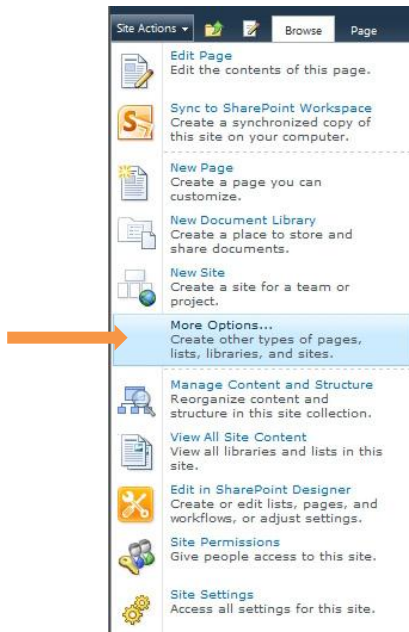 Site Actions Browse Page
Edit Page
Edit the contents of this page.
Sync to SharePoint Workspace
Create a synchronized copy of
this site on your computer.
New Page
Create a page you can
customize.
New Document Library
Create a place to store and
share documents.
New Site
Create a site for a team or
project.
More Options...
Create other types of pages,
lists, libraries, and sites.
Manage Content and Structure
Reorganize content and
structure in this site collection.
View All Site Content
View all libraries and lists in this
site.
Edit in SharePoint Designer
Create or edit lists, pages, and
workflows, or adjust settings.
Site Permissions
Give people access to this site.
Site Settings
Access all settings for this site.